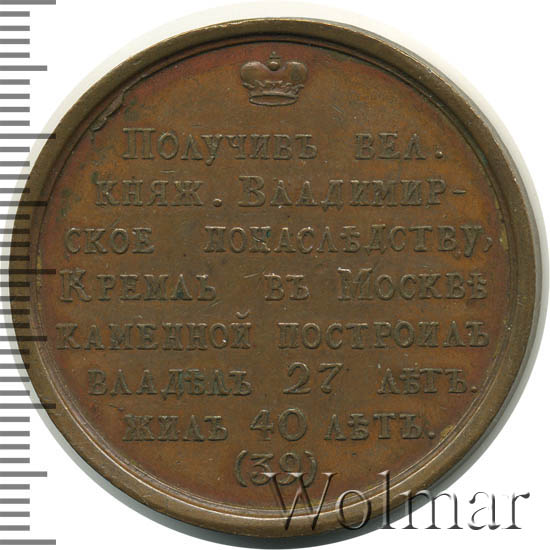 Получивъ вел.
княж. Владимир-
ское понаслѣдству,
Кремль въ Москвѣ
каменной построилъ
владѣлъ 27 лѣтъ.
жилъ 40 лѣтъ.
(39)
Wolmar